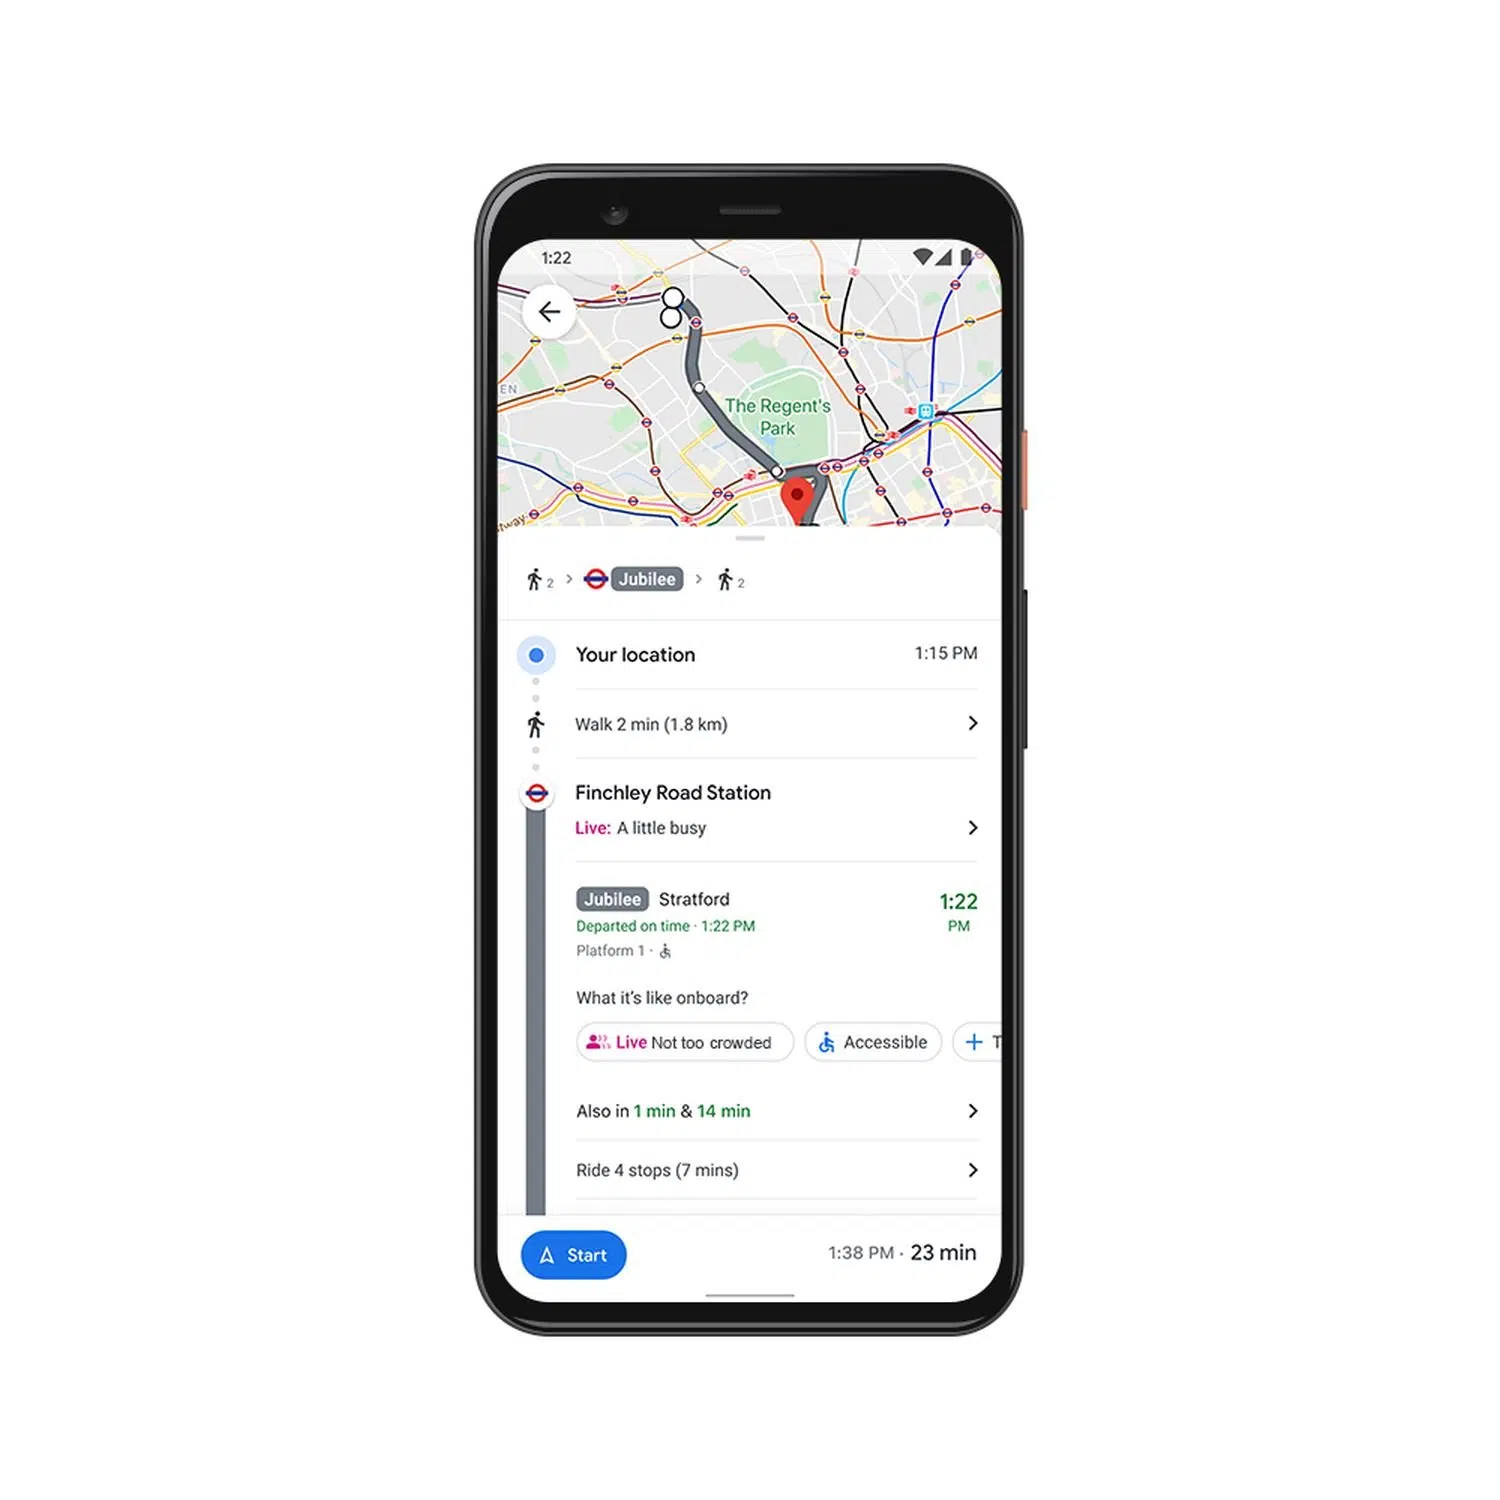 1:22
EN
The Regent's
Park
2 > Jubilee > 2
Your location 1:15 PM
Walk 2 min (1.8 km)
Finchley Road Station
Live: A little busy
Jubilee Stratford 1:22
Departed on time · 1:22 PM PM
Platform 1 ·
What it's like onboard?
Live Not too crowded Accessible + T
Also in 1 min & 14 min
Ride 4 stops (7 mins)
Start 1:38 PM · 23 min